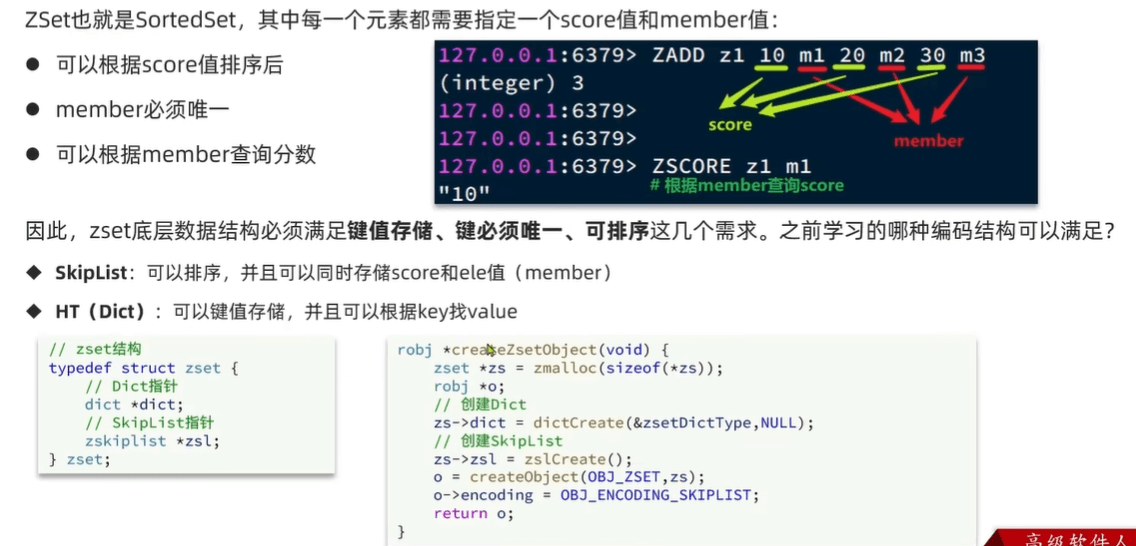 ZSet也就是SortedSet，其中每一个元素都需要指定一个score值和member值：
● 可以根据score值排序后
● member必须唯一
● 可以根据member查询分数
127.0.0.1:6379> ZADD z1 10 m1 20 m2 30 m3
(integer) 3
127.0.0.1:6379>
127.0.0.1:6379>
127.0.0.1:6379> ZSCORE z1 m1
"10"
score
member
# 根据member查询score
因此，zset底层数据结构必须满足键值存储、键必须唯一、可排序这几个需求。之前学习的哪种编码结构可以满足？
◆ SkipList：可以排序，并且可以同时存储score和ele值（member）
◆ HT（Dict）：可以键值存储，并且可以根据key找value
// zset结构
typedef struct zset {
// Dict指针
dict *dict;
// SkipList指针
zskiplist *zsl;
} zset;
robj *createZsetObject(void) {
zset *zs = zmalloc(sizeof(*zs));
robj *o;
// 创建Dict
zs->dict = dictCreate(&zsetDictType,NULL);
// 创建SkipList
zs->zsl = zslCreate();
o = createObject(OBJ_ZSET,zs);
o->encoding = OBJ_ENCODING_SKIPLIST;
return o;
}
高级软件人